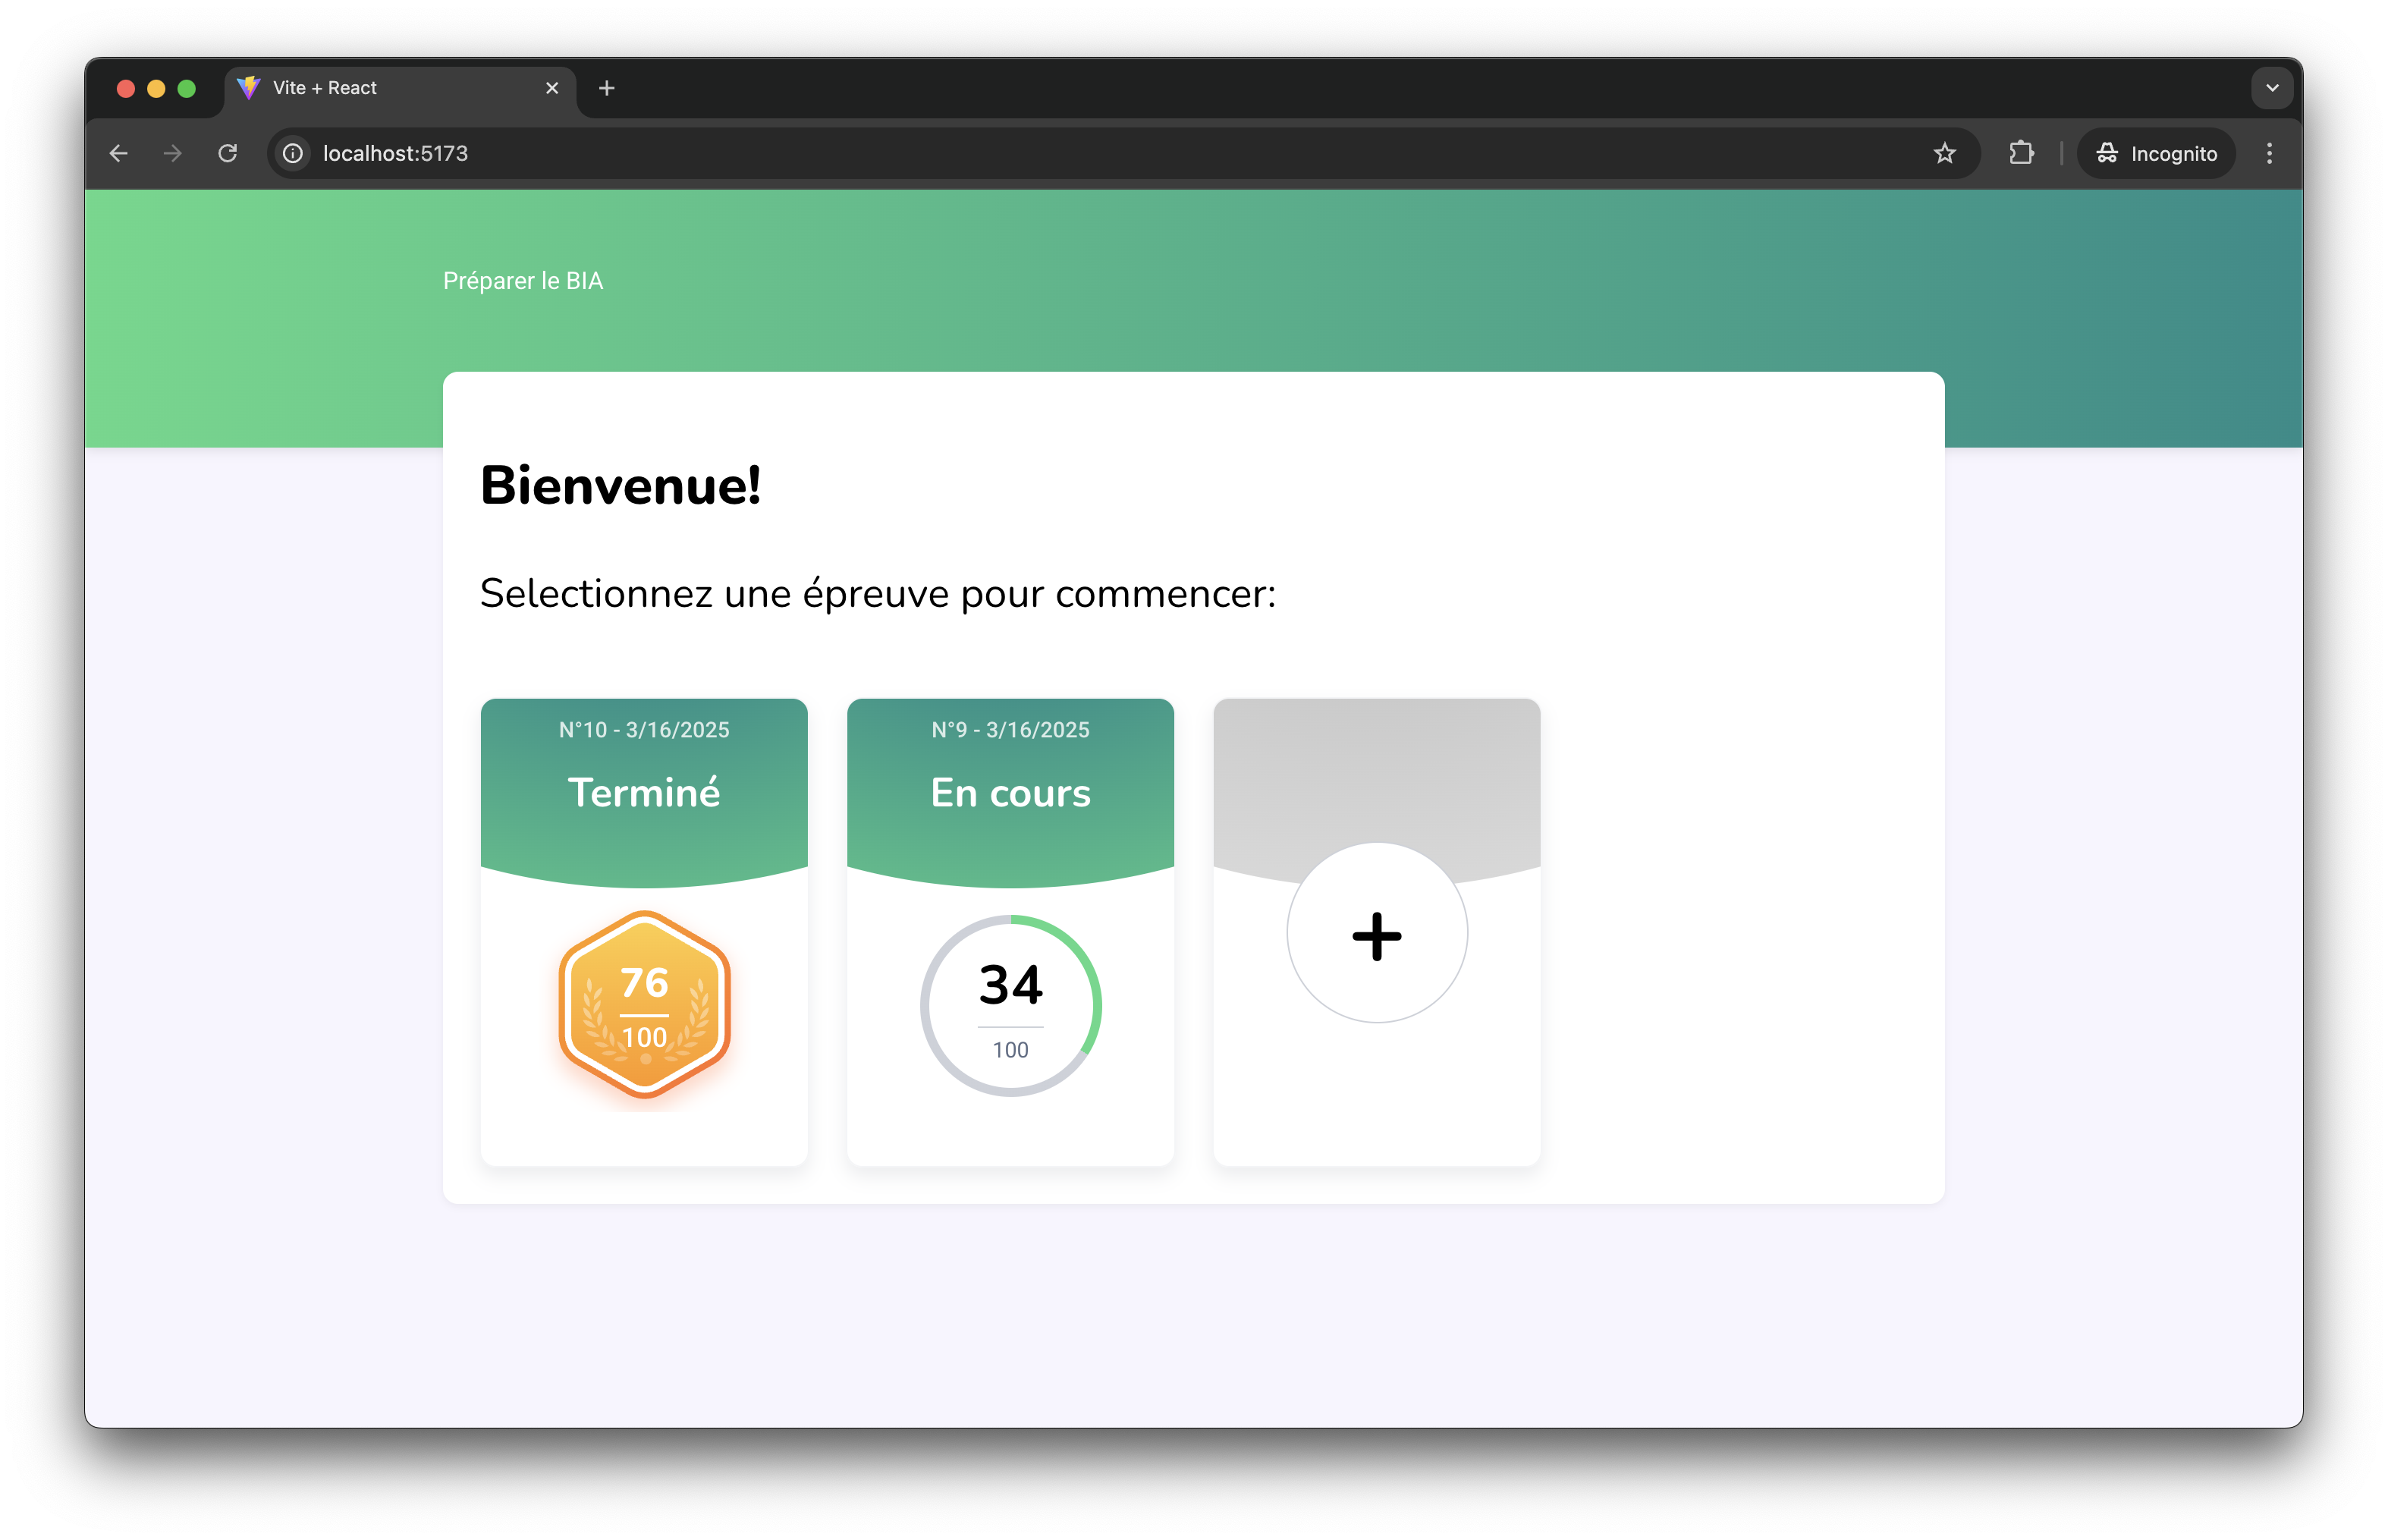 Vite + React
localhost:5173
Incognito
Préparer le BIA
Bienvenue!
Selectionnez une épreuve pour commencer:
N°10 - 3/16/2025
Terminé
76
100
N°9 - 3/16/2025
En cours
34
100